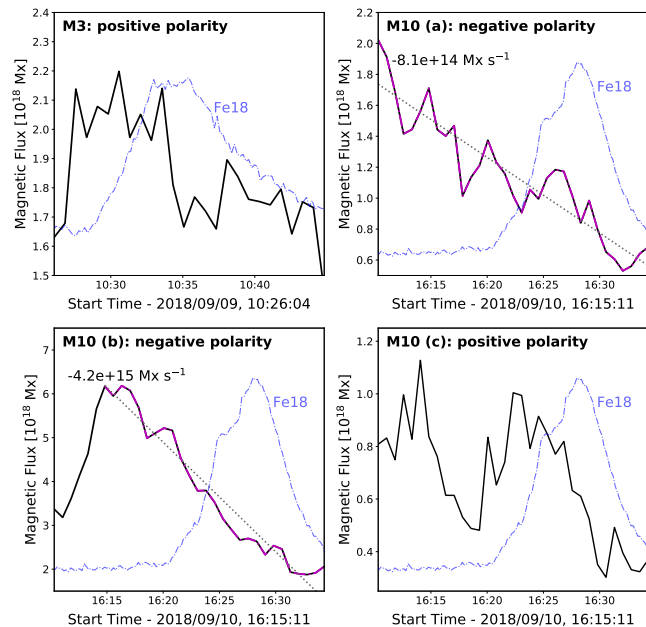 M3: positive polarity
Magnetic Flux [10^18 Mx]
2.4
2.3
2.2
2.1
2.0
1.9
1.8
1.7
1.6
1.5
Fe18
10:30 10:35 10:40
Start Time - 2018/09/09, 10:26:04
M10 (a): negative polarity
Magnetic Flux [10^18 Mx]
2.0
1.8
1.6
1.4
1.2
1.0
0.8
0.6
-8.1e+14 Mx s⁻¹
Fe18
16:15 16:20 16:25 16:30
Start Time - 2018/09/10, 16:15:11
M10 (b): negative polarity
Magnetic Flux [10^18 Mx]
7
6
5
4
3
2
-4.2e+15 Mx s⁻¹
Fe18
16:15 16:20 16:25 16:30
Start Time - 2018/09/10, 16:15:11
M10 (c): positive polarity
Magnetic Flux [10^18 Mx]
1.2
1.0
0.8
0.6
0.4
Fe18
16:15 16:20 16:25 16:30
Start Time - 2018/09/10, 16:15:11